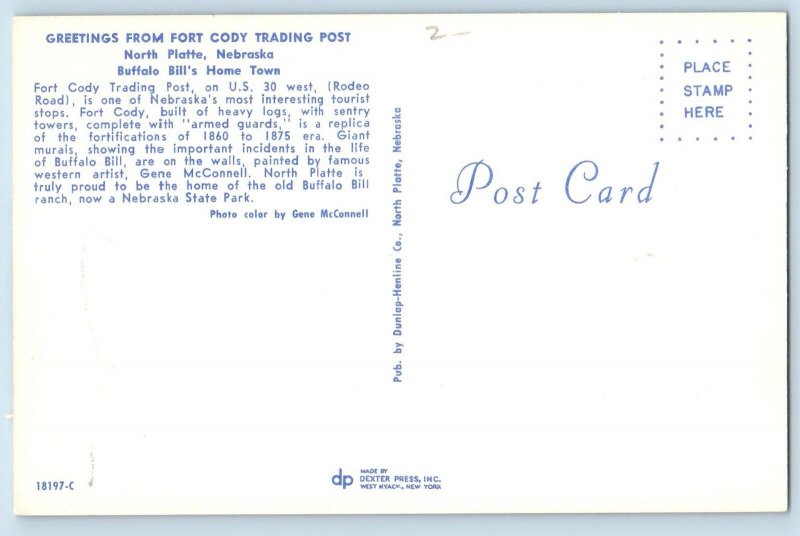 GREETINGS FROM FORT CODY TRADING POST
North Platte, Nebraska
Buffalo Bill's Home Town
Fort Cody Trading Post, on U.S. 30 west, (Rodeo
Road), is one of Nebraska's most interesting tourist
stops. Fort Cody, built of heavy logs, with sentry
towers, complete with "armed guards," is a replica
of the fortifications of 1860 to 1875 era. Giant
murals, showing the important incidents in the life
of Buffalo Bill, are on the walls, painted by famous
western artist, Gene McConnell. North Platte is
truly proud to be the home of the old Buffalo Bill
ranch, now a Nebraska State Park.
Photo color by Gene McConnell
18197-C
Pub. by Dunlap-Henline Co., North Platte, Nebraska
dp
MADE BY
DEXTER PRESS, INC.
WEST NYACK, NEW YORK
2-
Post Card
PLACE
STAMP
HERE